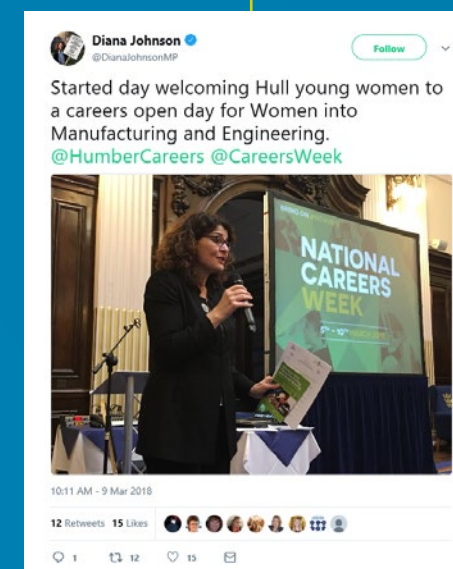 Diana Johnson
@DianaJohnsonMP
Follow
Started day welcoming Hull young women to
a careers open day for Women into
Manufacturing and Engineering.
@HumberCareers @CareersWeek
NATIONAL
CAREERS
WEEK
10:11 AM - 9 Mar 2018
12 Retweets 15 Likes
1 12 15